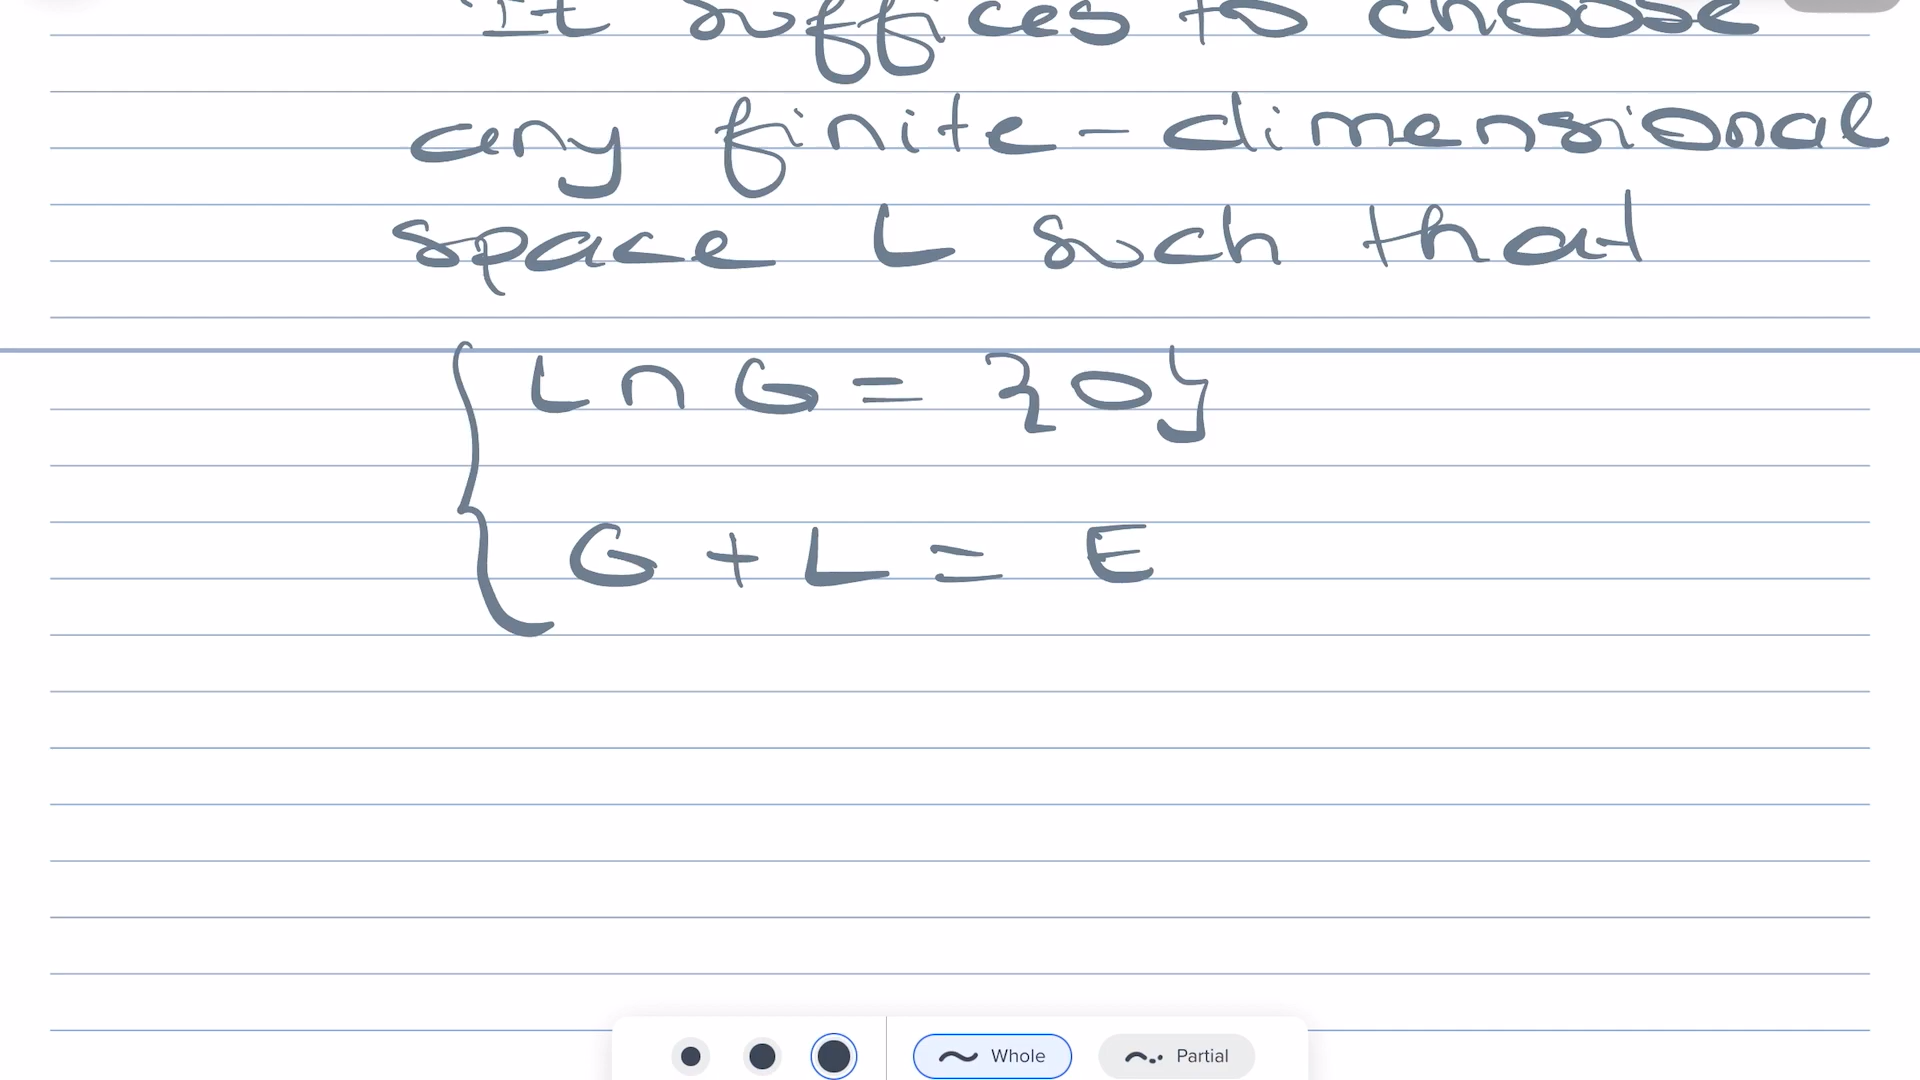 It suffices to choose
any finite-dimensional
space L such that
L ∩ G = {0}
G + L = E
Whole Partial